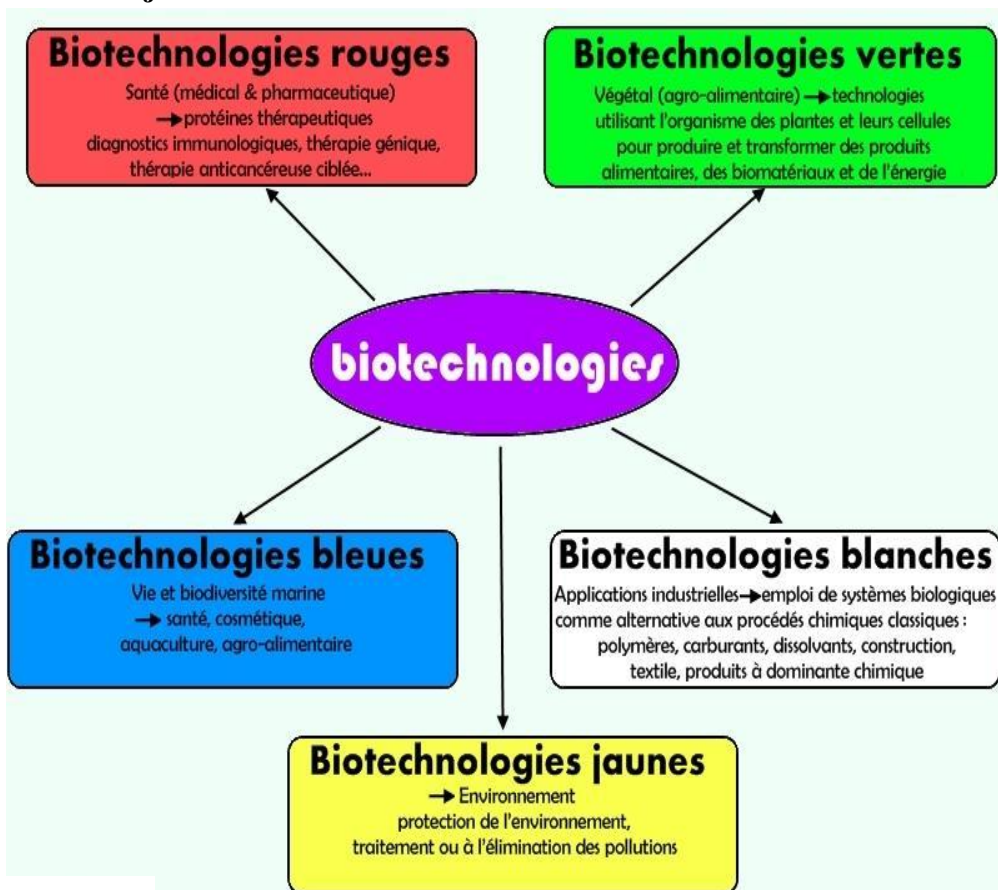 Biotechnologies rouges
Santé (médical & pharmaceutique)
→ protéines thérapeutiques
diagnostics immunologiques, thérapie génique,
thérapie anticancéreuse ciblée...
Biotechnologies vertes
Végétal (agro-alimentaire) → technologies
utilisant l'organisme des plantes et leurs cellules
pour produire et transformer des produits
alimentaires, des biomatériaux et de l'énergie
biotechnologies
Biotechnologies bleues
Vie et biodiversité marine
→ santé, cosmétique,
aquaculture, agro-alimentaire
Biotechnologies blanches
Applications industrielles → emploi de systèmes biologiques
comme alternative aux procédés chimiques classiques :
polymères, carburants, dissolvants, construction,
textile, produits à dominante chimique
Biotechnologies jaunes
→ Environnement
protection de l'environnement,
traitement ou à l'élimination des pollutions